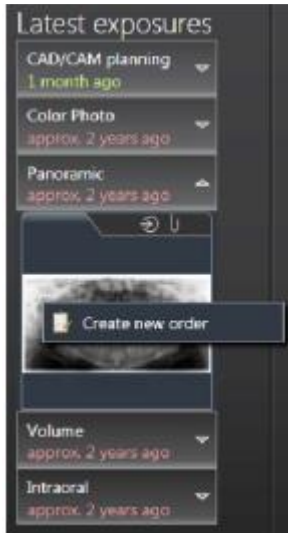 Latest exposures
CAD/CAM planning
1 month ago
Color Photo
approx. 2 years ago
Panoramic
approx. 2 years ago
Create new order
Volume
approx. 2 years ago
Intraoral
approx. 2 years ago